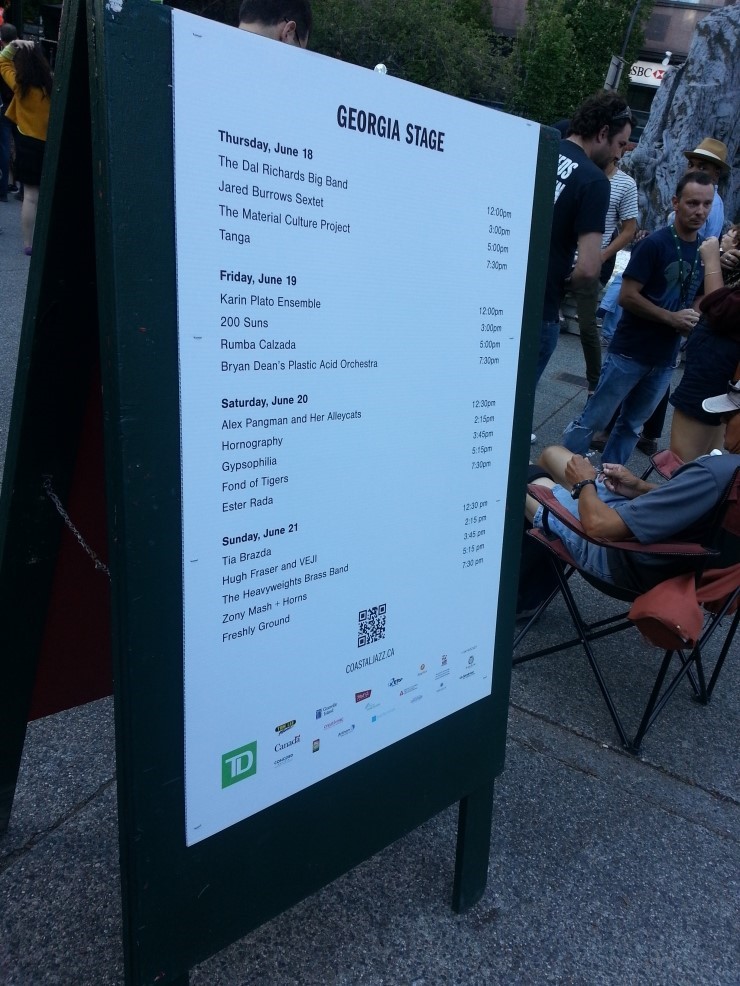 SBC
GEORGIA STAGE
Thursday, June 18
The Dal Richards Big Band 12:00pm
Jared Burrows Sextet 3:00pm
The Material Culture Project 5:00pm
Tanga 7:30pm
Friday, June 19
Karin Plato Ensemble 12:00pm
200 Suns 3:00pm
Rumba Calzada 5:00pm
Bryan Dean's Plastic Acid Orchestra 7:30pm
Saturday, June 20
Alex Pangman and Her Alleycats 12:30pm
Hornography 2:15pm
Gypsophilia 3:45pm
Fond of Tigers 5:15pm
Ester Rada 7:30pm
Sunday, June 21
Tia Brazda 12:30 pm
Hugh Fraser and VEJI 2:15 pm
The Heavyweights Brass Band 3:45 pm
Zony Mash + Horns 5:15 pm
Freshly Ground 7:30 pm
COASTALJAZZ.CA
TD
Canada